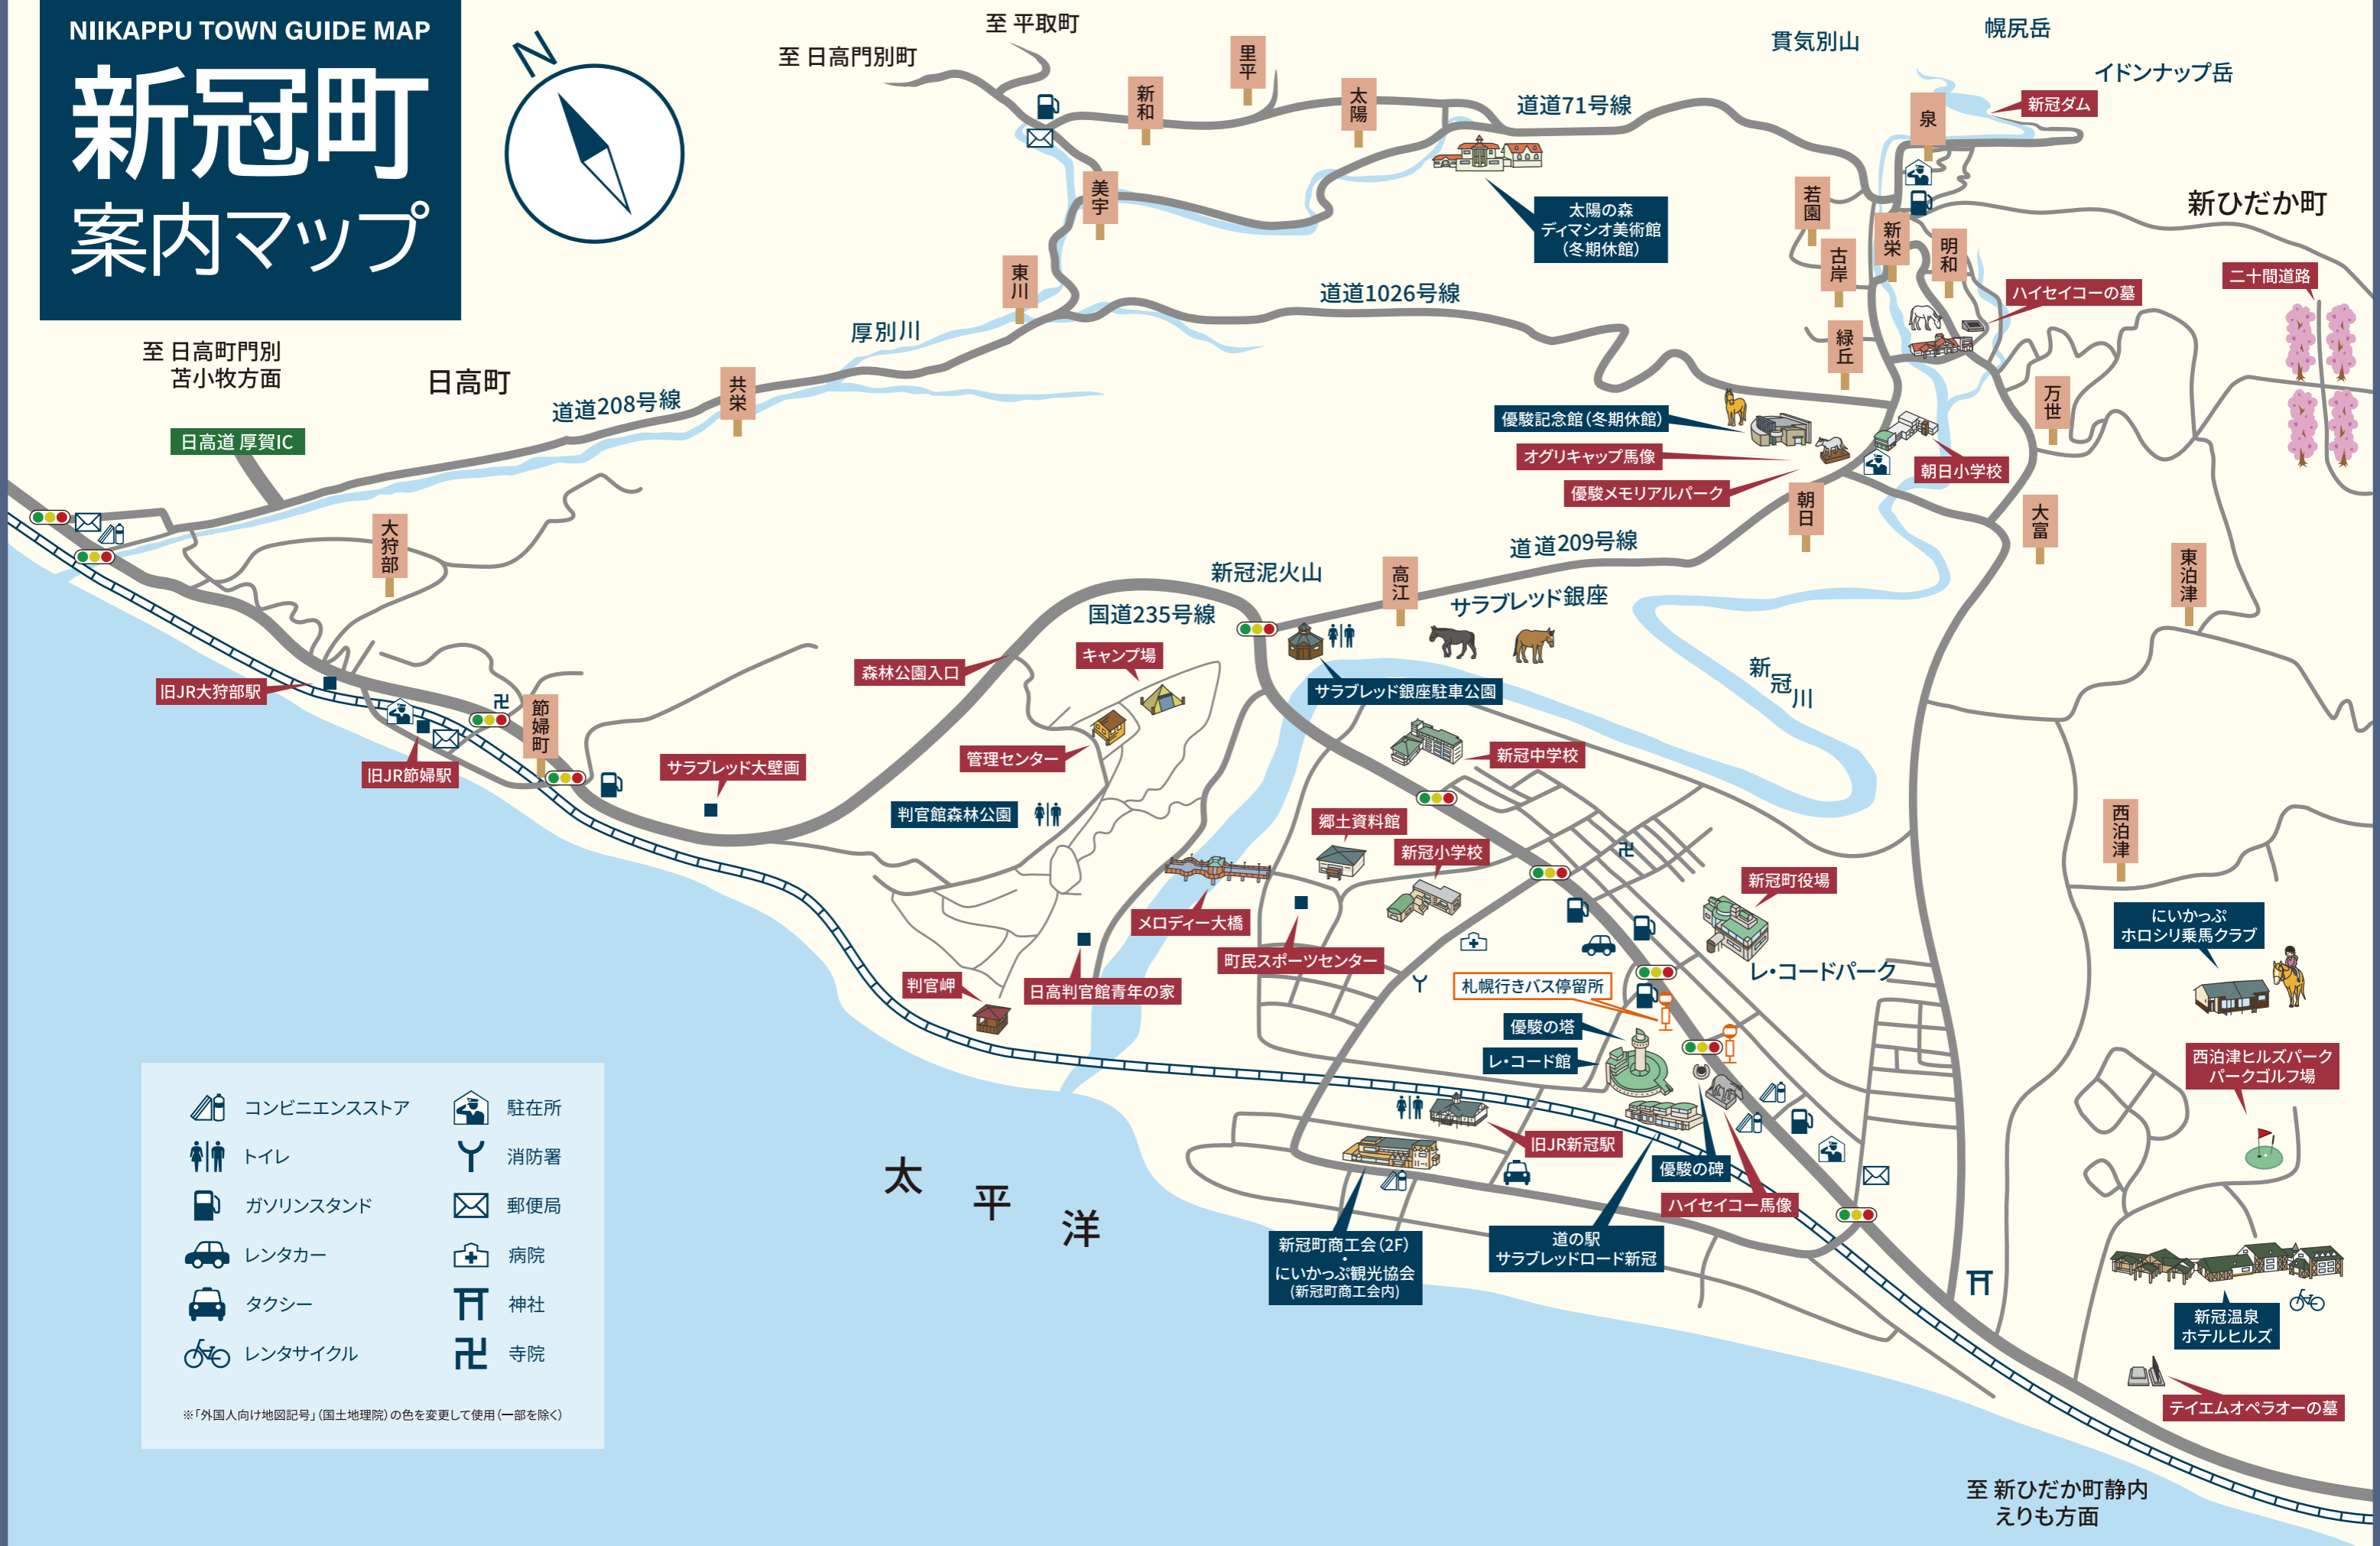 NIIKAPPU TOWN GUIDE MAP
新冠町
案内マップ
N
至 平取町
至 日高門別町
里平
新和
太陽
道道71号線
貫気別山
幌尻岳
イドンナップ岳
新冠ダム
泉
美宇
若園
新栄
明和
古岸
新ひだか町
太陽の森
ディマシオ美術館
(冬期休館)
東川
道道1026号線
ハイセイコーの墓
二十間道路
厚別川
緑丘
至 日高町門別
苫小牧方面
日高町
道道208号線
共栄
万世
日高道 厚賀IC
優駿記念館(冬期休館)
オグリキャップ馬像
優駿メモリアルパーク
朝日小学校
朝日
大富
大狩部
道道209号線
東泊津
新冠泥火山
高江
サラブレッド銀座
国道235号線
キャンプ場
森林公園入口
サラブレッド銀座駐車公園
新冠川
旧JR大狩部駅
節婦町
旧JR節婦駅
サラブレッド大壁画
管理センター
新冠中学校
判官館森林公園
郷土資料館
新冠小学校
西泊津
新冠町役場
メロディー大橋
町民スポーツセンター
にいかっぷ
ホロシリ乗馬クラブ
レ・コードパーク
判官岬
日高判官館青年の家
札幌行きバス停留所
優駿の塔
レ・コード館
西泊津ヒルズパーク
パークゴルフ場
旧JR新冠駅
優駿の碑
ハイセイコー馬像
太平洋
新冠町商工会(2F)
・
にいかっぷ観光協会
(新冠町商工会内)
道の駅
サラブレッドロード新冠
新冠温泉
ホテルヒルズ
テイエムオペラオーの墓
至 新ひだか町静内
えりも方面
コンビニエンスストア
トイレ
ガソリンスタンド
レンタカー
タクシー
レンタサイクル
駐在所
消防署
郵便局
病院
神社
寺院
※「外国人向け地図記号」(国土地理院)の色を変更して使用(一部を除く)